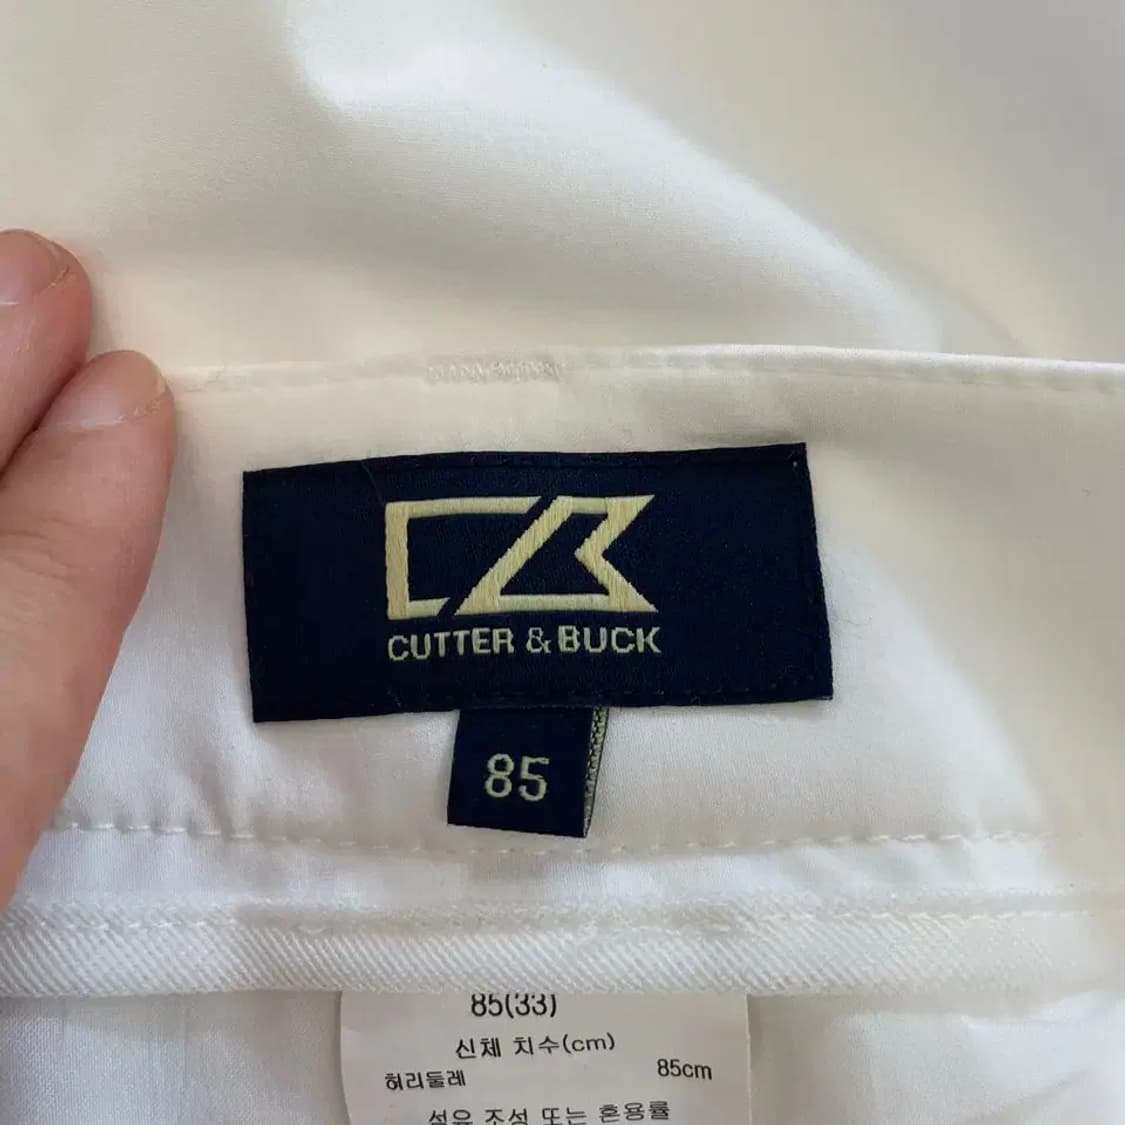 CUTTER & BUCK
85
85(33)
신체 치수(cm)
허리둘레 85cm
섬유 조성 또는 혼용률